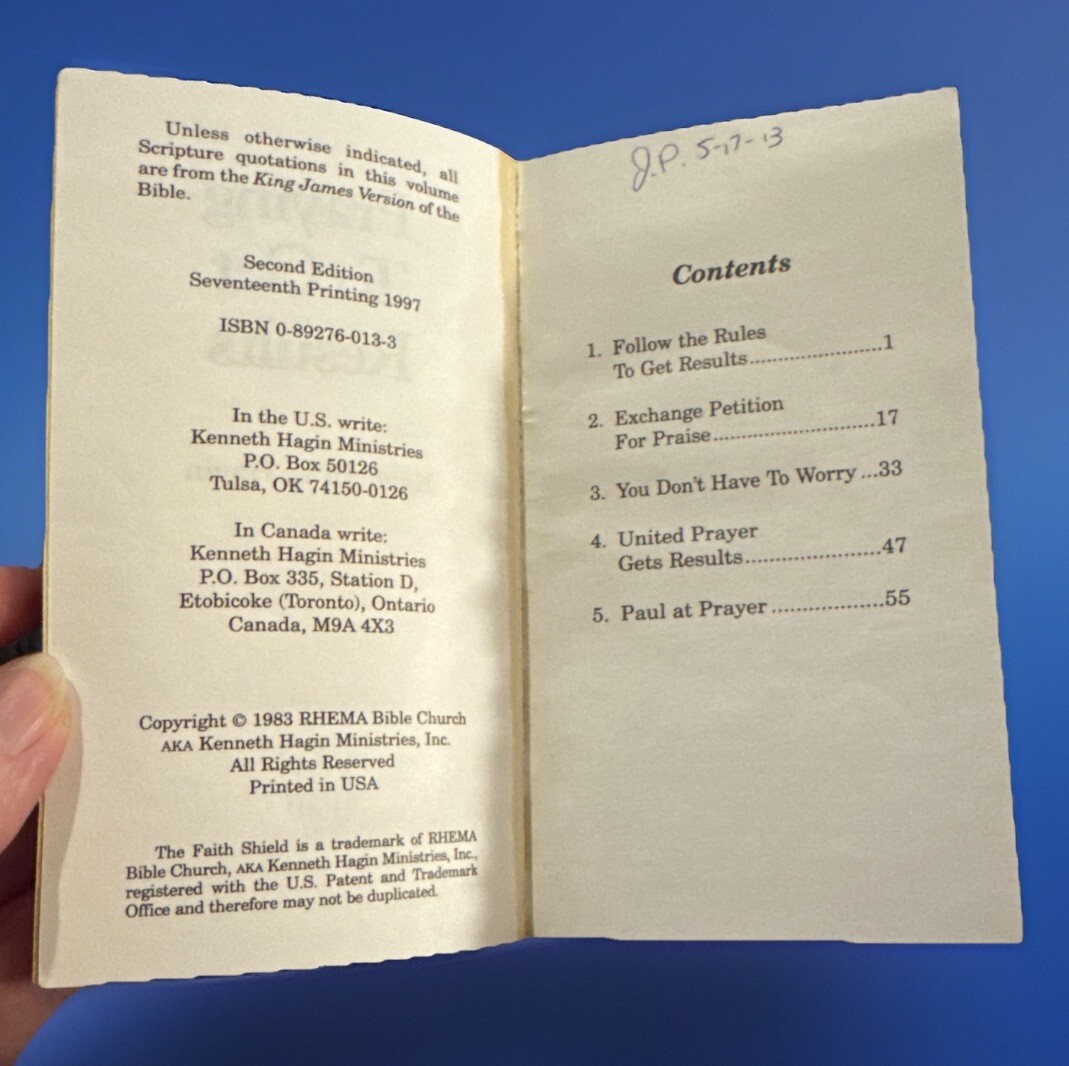 Unless otherwise indicated, all
Scripture quotations in this volume
are from the King James Version of the
Bible.
Second Edition
Seventeenth Printing 1997
ISBN 0-89276-013-3
In the U.S. write:
Kenneth Hagin Ministries
P.O. Box 50126
Tulsa, OK 74150-0126
In Canada write:
Kenneth Hagin Ministries
P.O. Box 335, Station D,
Etobicoke (Toronto), Ontario
Canada, M9A 4X3
Copyright © 1983 RHEMA Bible Church
AKA Kenneth Hagin Ministries, Inc.
All Rights Reserved
Printed in USA
The Faith Shield is a trademark of RHEMA
Bible Church, AKA Kenneth Hagin Ministries, Inc.,
registered with the U.S. Patent and Trademark
Office and therefore may not be duplicated.
J.P. 5-17-13
Contents
1. Follow the Rules
To Get Results........................1
2. Exchange Petition
For Praise..............................17
3. You Don't Have To Worry ...33
4. United Prayer
Gets Results.........................47
5. Paul at Prayer ....................55